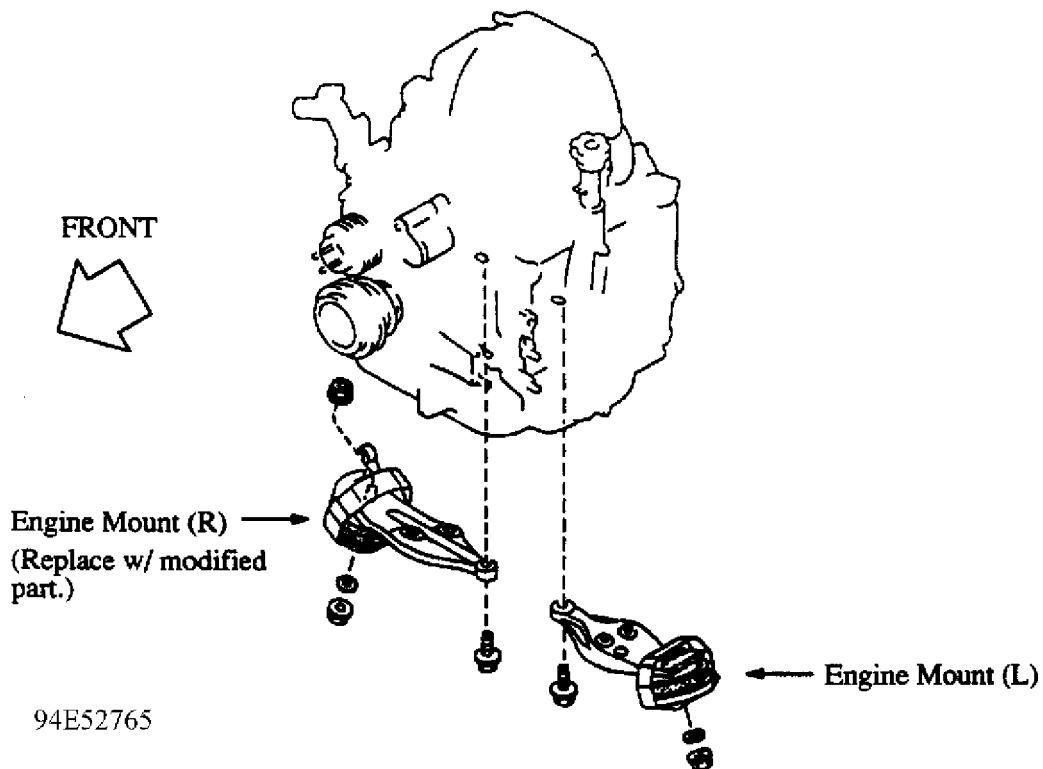 FRONT
Engine Mount (R)
(Replace w/ modified
part.)
Engine Mount (L)
94E52765